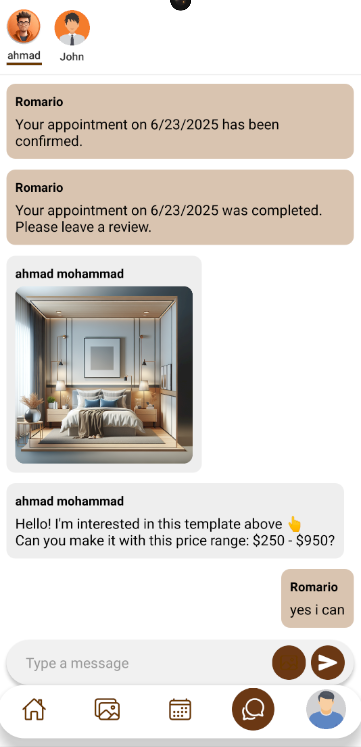 ahmad
John
Romario
Your appointment on 6/23/2025 has been
confirmed.
Romario
Your appointment on 6/23/2025 was completed.
Please leave a review.
ahmad mohammad
ahmad mohammad
Hello! I'm interested in this template above 👆
Can you make it with this price range: $250 - $950?
Romario
yes i can
Type a message